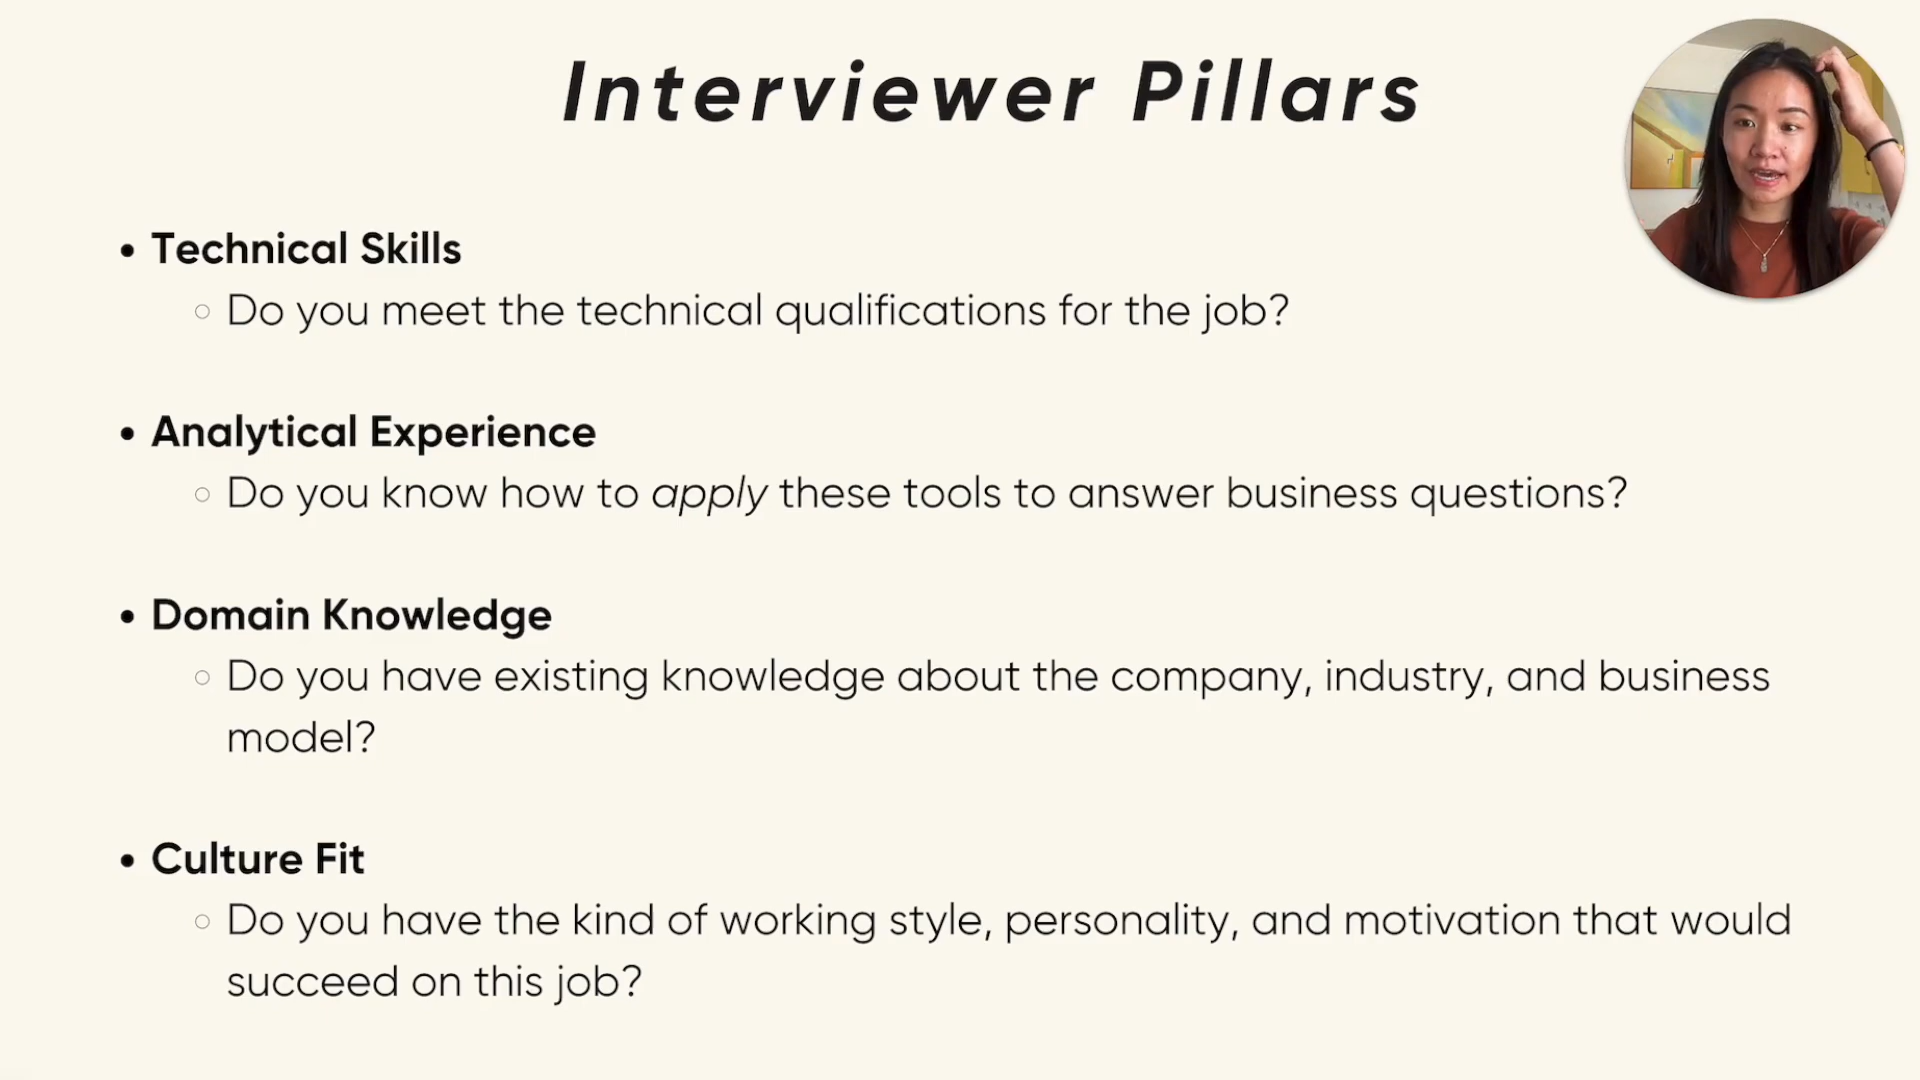 Interviewer Pillars
• Technical Skills
○ Do you meet the technical qualifications for the job?
• Analytical Experience
○ Do you know how to apply these tools to answer business questions?
• Domain Knowledge
○ Do you have existing knowledge about the company, industry, and business
model?
• Culture Fit
○ Do you have the kind of working style, personality, and motivation that would
succeed on this job?